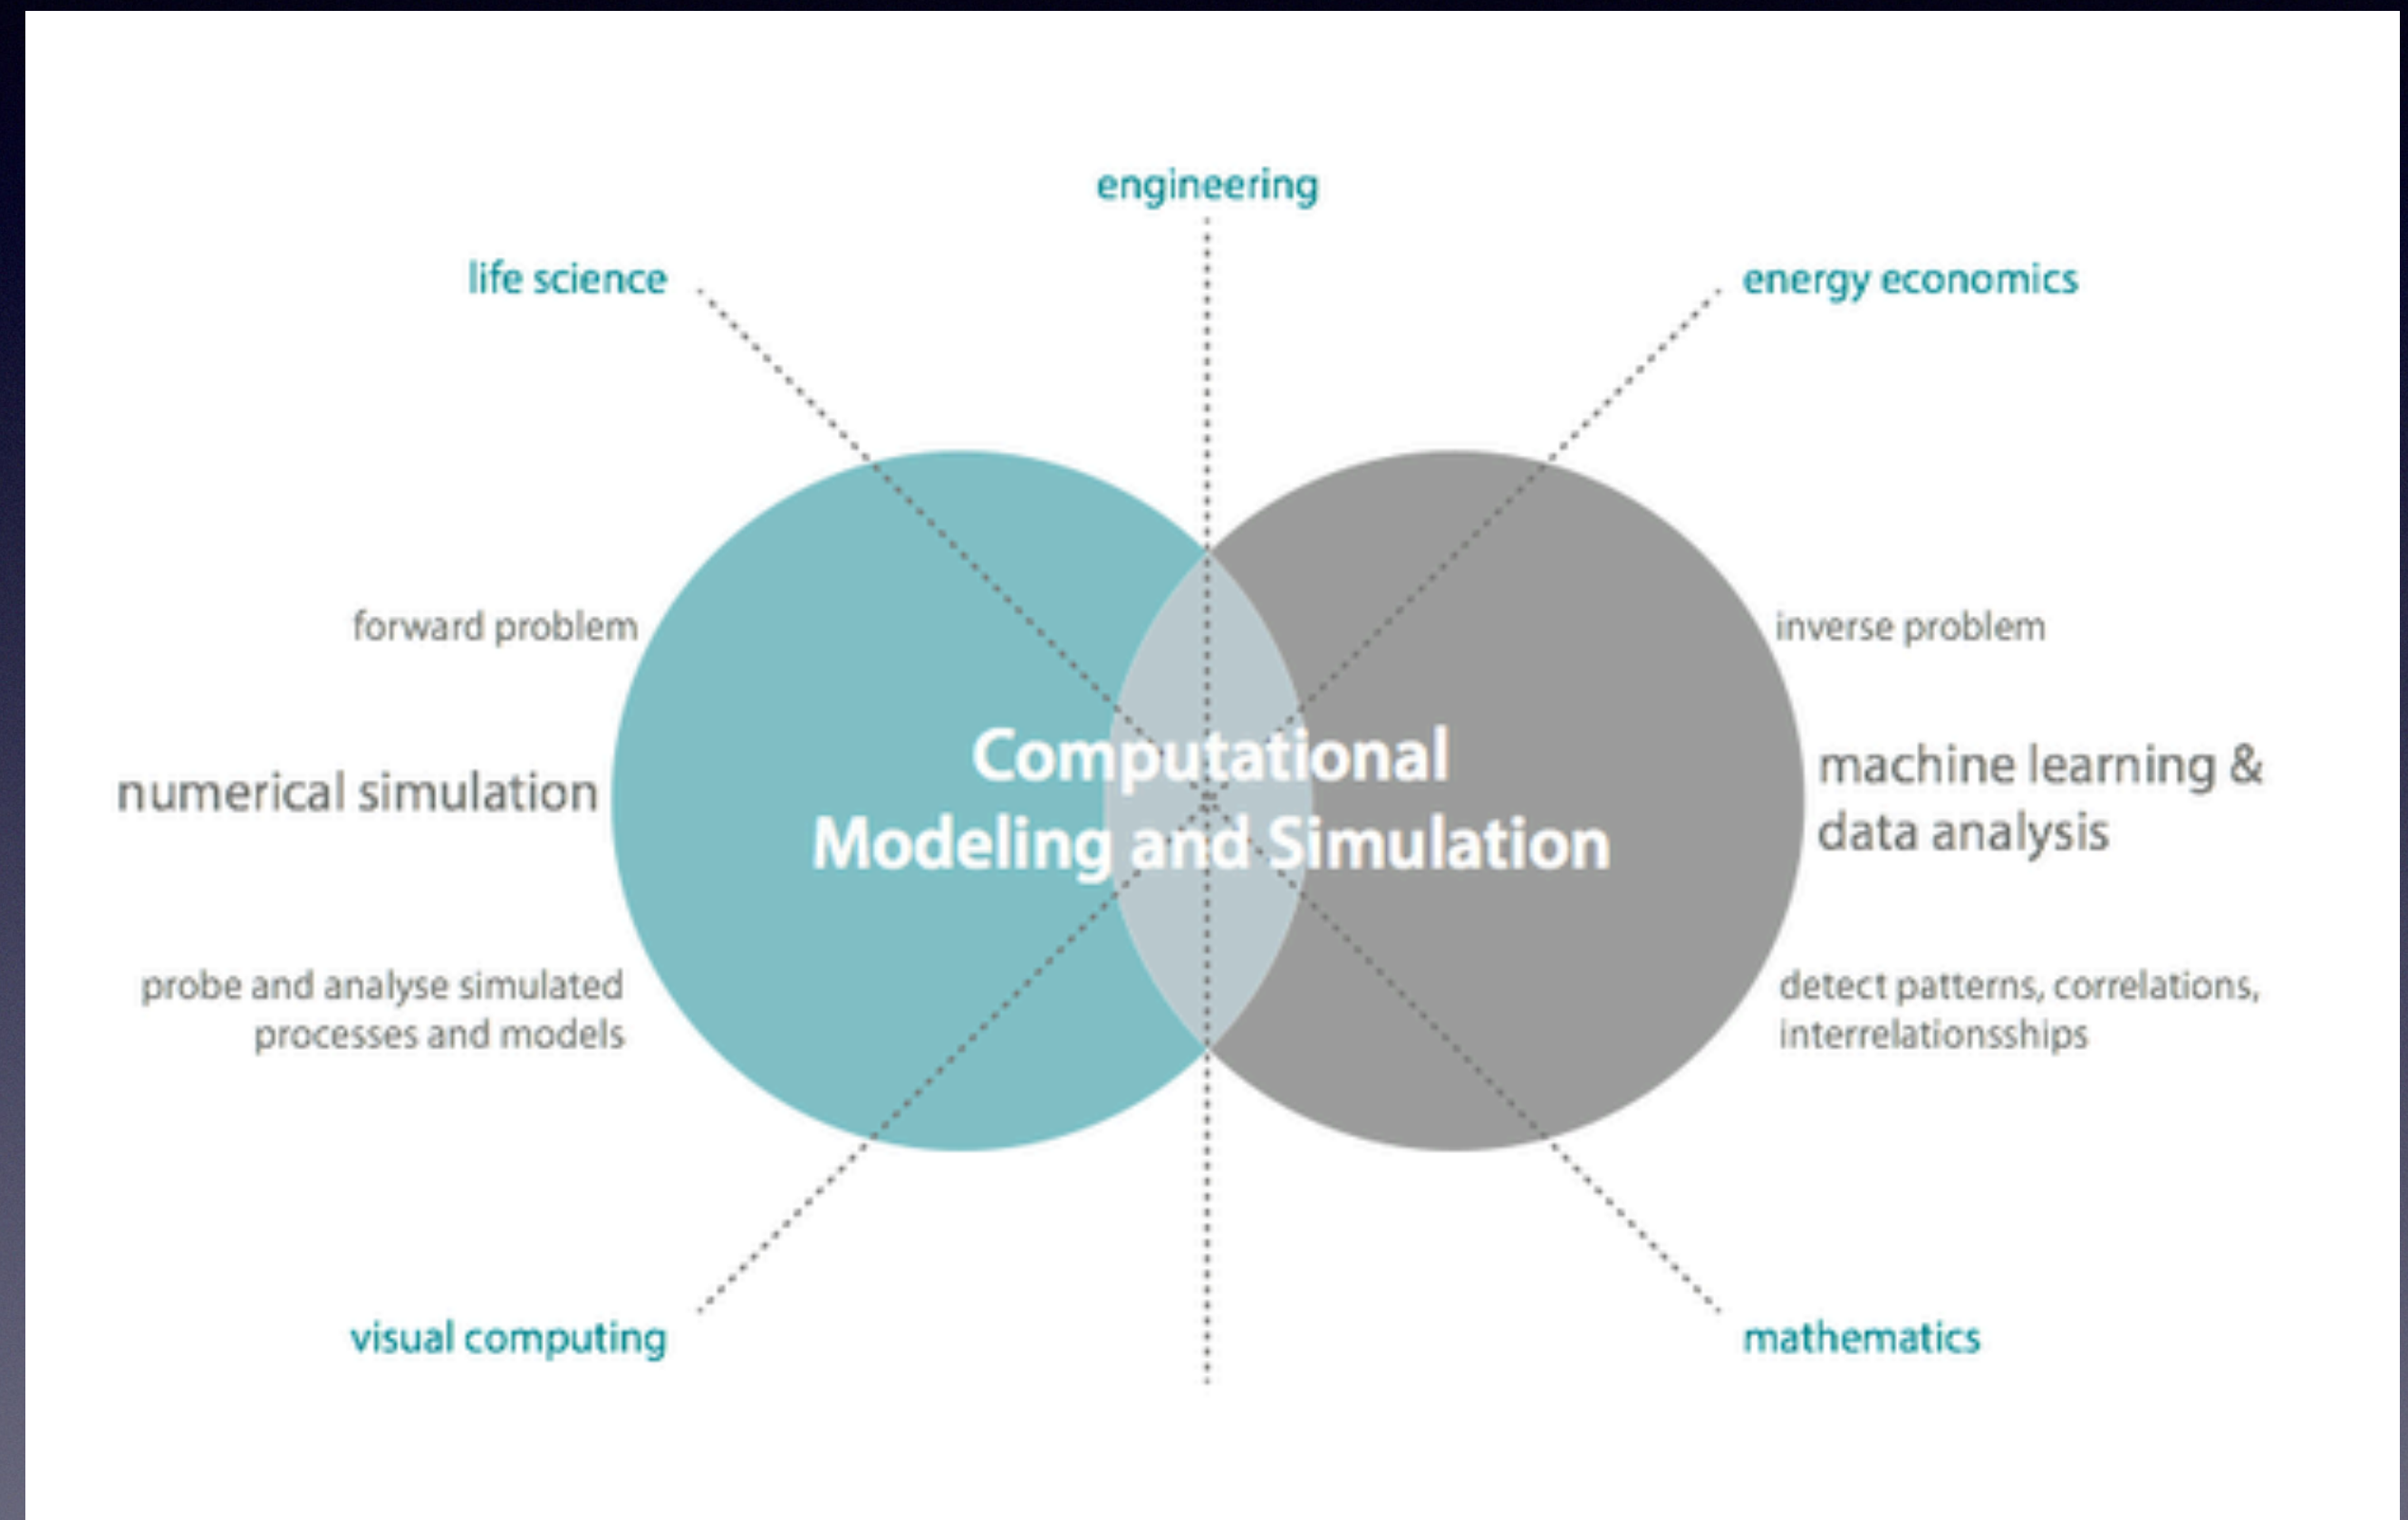 engineering
life science
energy economics
forward problem
inverse problem
Computational
Modeling and Simulation
numerical simulation
machine learning &
data analysis
probe and analyse simulated
processes and models
detect patterns, correlations,
interrelationsships
visual computing
mathematics